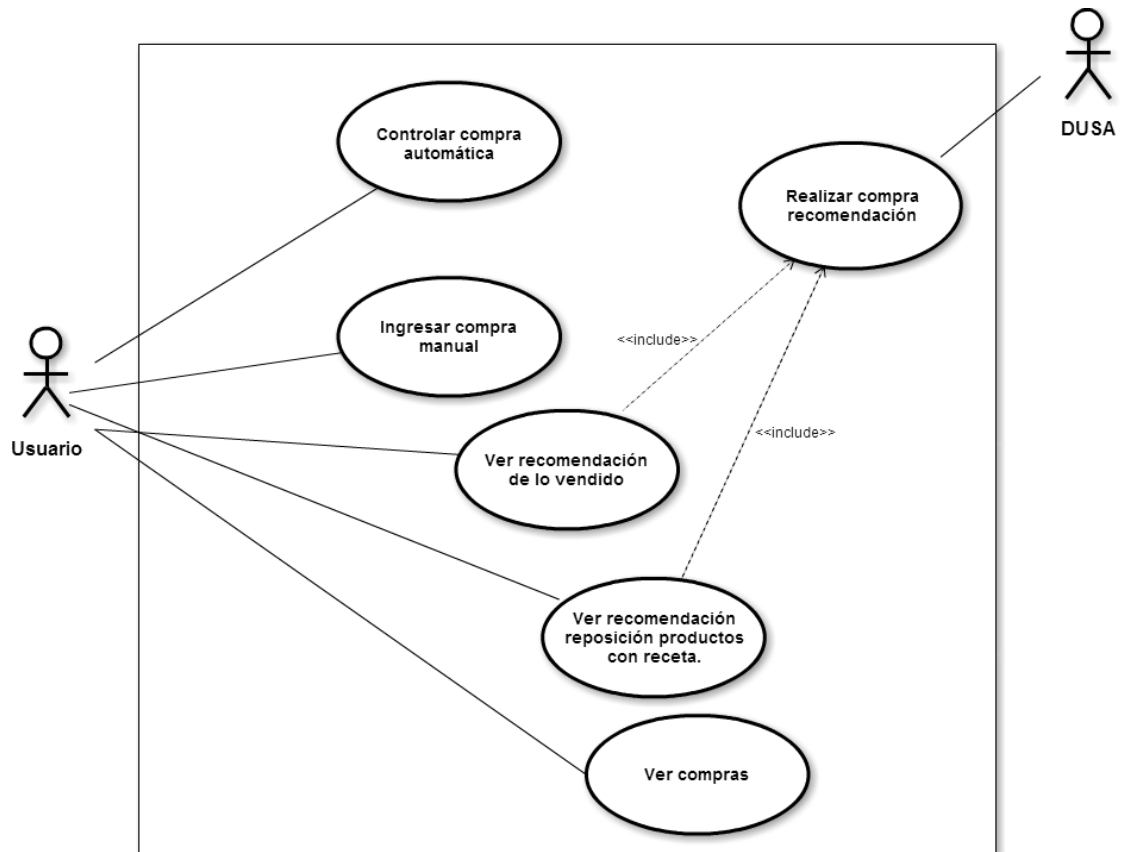 DUSA
Controlar compra
automática
Realizar compra
recomendación
Ingresar compra
manual
<<include>>
Usuario
<<include>>
Ver recomendación
de lo vendido
Ver recomendación
reposición productos
con receta.
Ver compras